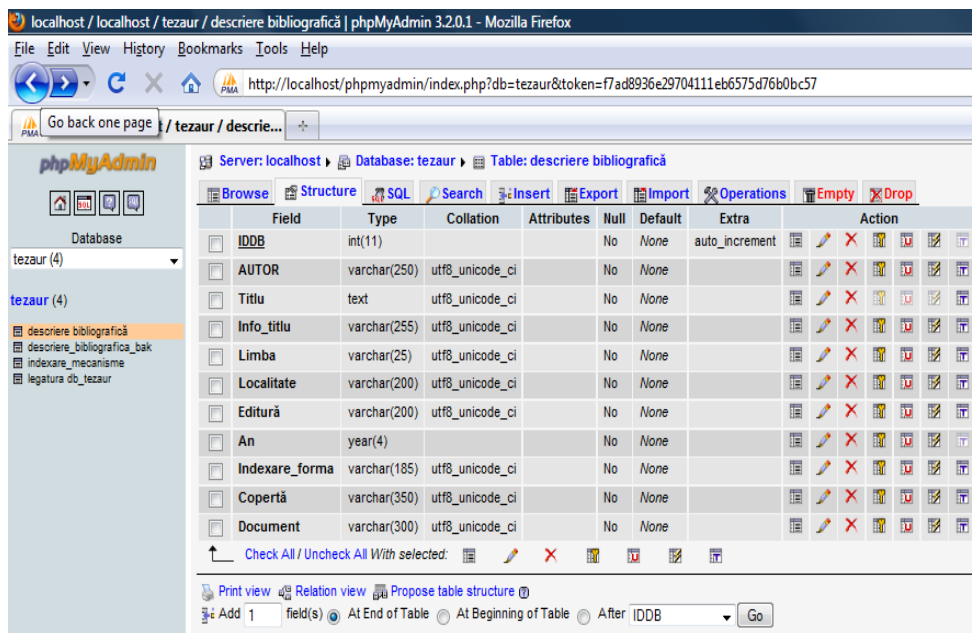 localhost / localhost / tezaur / descriere bibliografică | phpMyAdmin 3.2.0.1 - Mozilla Firefox
File Edit View History Bookmarks Tools Help
PMA http://localhost/phpmyadmin/index.php?db=tezaur&token=f7ad8936e29704111eb6575d76b0bc57
Go back one page t / tezaur / descrie...
phpMyAdmin
SQL
Database
tezaur (4)
tezaur (4)
descriere bibliografică
descriere_bibliografica_bak
indexare_mecanisme
legatura db_tezaur
Server: localhost Database: tezaur Table: descriere bibliografică
Browse Structure SQL Search Insert Export Import Operations Empty Drop
Field Type Collation Attributes Null Default Extra Action
IDDB int(11) No None auto_increment
AUTOR varchar(250) utf8_unicode_ci No None
Titlu text utf8_unicode_ci No None
Info_titlu varchar(255) utf8_unicode_ci No None
Limba varchar(25) utf8_unicode_ci No None
Localitate varchar(200) utf8_unicode_ci No None
Editură varchar(200) utf8_unicode_ci No None
An year(4) No None
Indexare_forma varchar(185) utf8_unicode_ci No None
Copertă varchar(350) utf8_unicode_ci No None
Document varchar(300) utf8_unicode_ci No None
Check All / Uncheck All With selected:
Print view Relation view Propose table structure
Add 1 field(s) At End of Table At Beginning of Table After IDDB Go